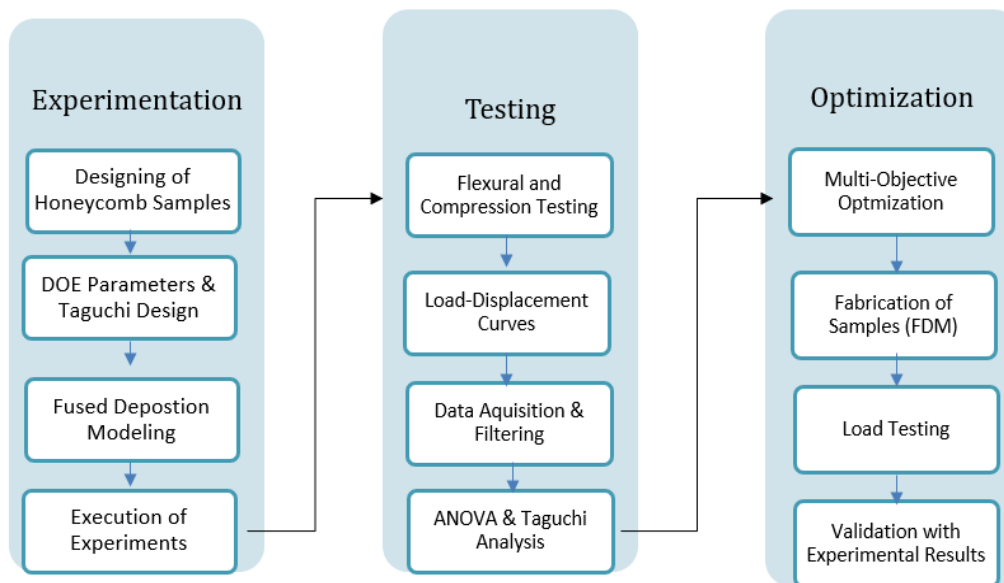 Experimentation
Designing of
Honeycomb Samples
DOE Parameters &
Taguchi Design
Fused Depostion
Modeling
Execution of
Experiments
Testing
Flexural and
Compression Testing
Load-Displacement
Curves
Data Aquisition &
Filtering
ANOVA & Taguchi
Analysis
Optimization
Multi-Objective
Optmization
Fabrication of
Samples (FDM)
Load Testing
Validation with
Experimental Results